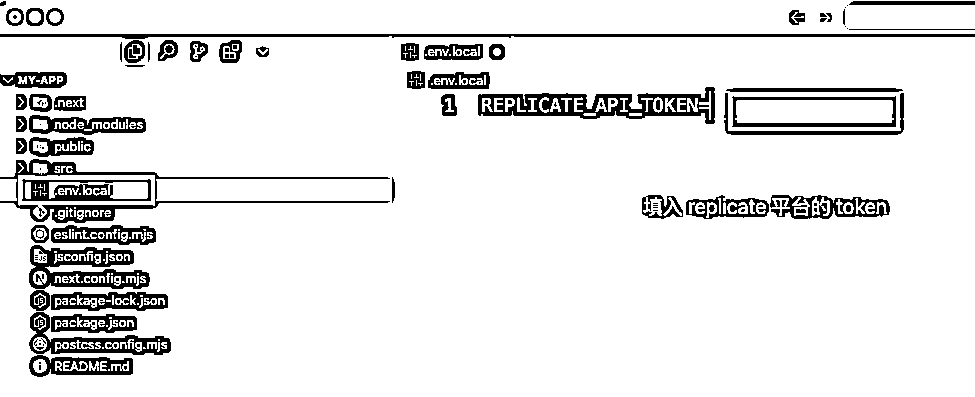 .env.local
MY-APP
.env.local
.next
1 REPLICATE_API_TOKEN=
node_modules
public
src
.env.local
填入 replicate 平台的 token
.gitignore
eslint.config.mjs
jsconfig.json
next.config.mjs
package-lock.json
package.json
postcss.config.mjs
README.md